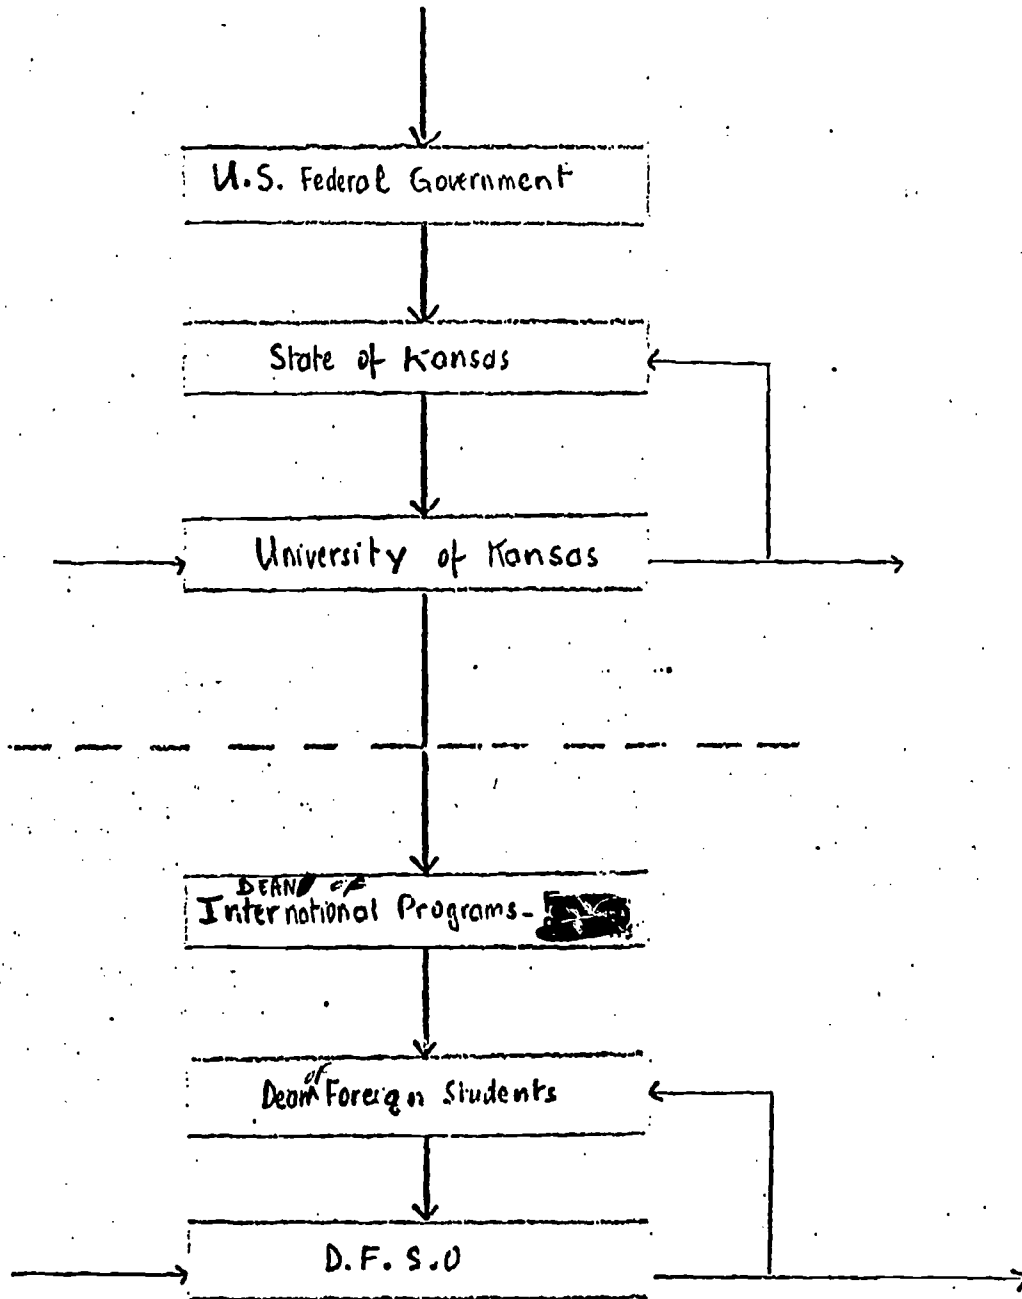 U.S. Federal Government
State of Kansas
University of Kansas
DEAN OF
International Programs-
of
Dean Foreign Students
D. F. S. O